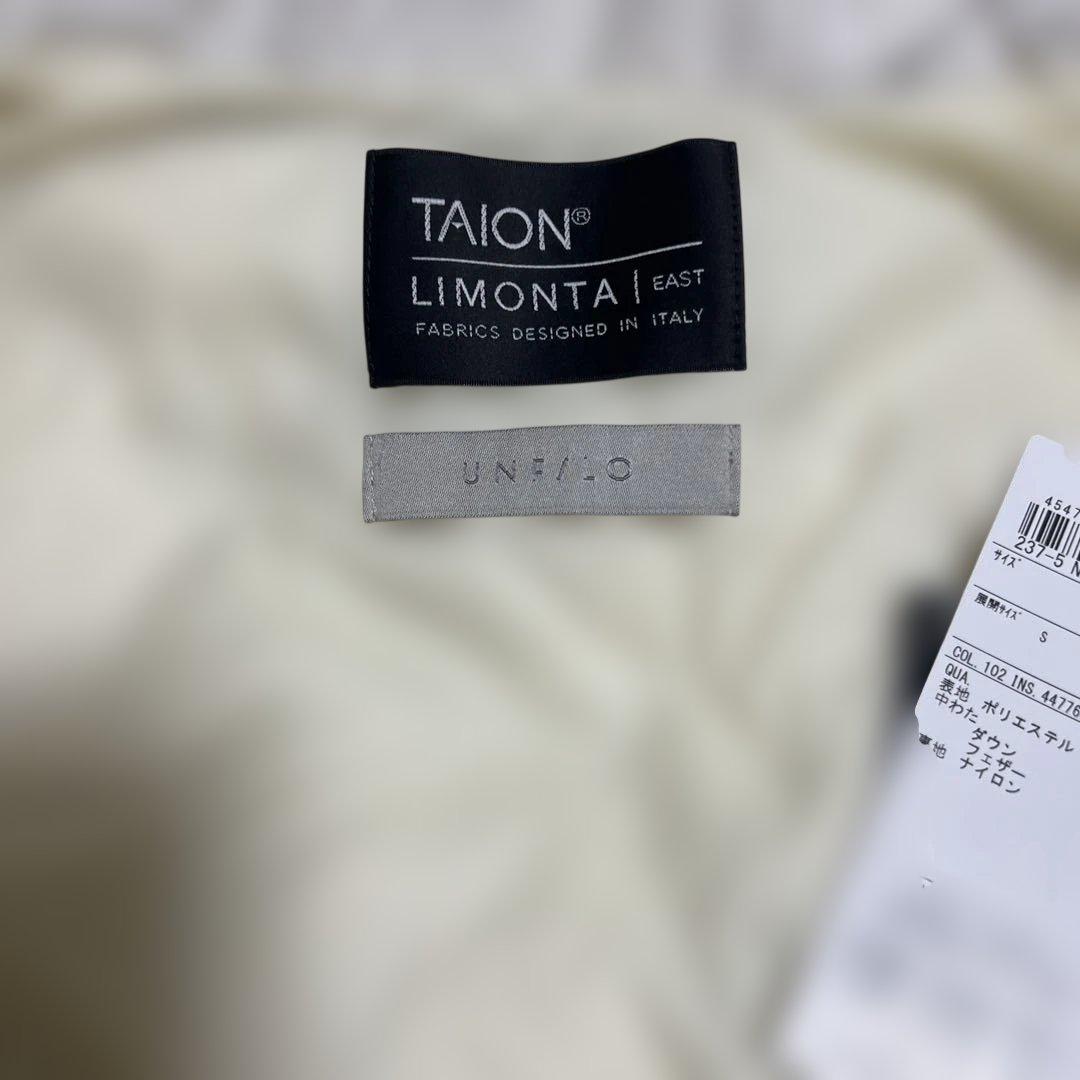 TAION®
LIMONTA | EAST
FABRICS DESIGNED IN ITALY
UNFILO
4547
237-5 N
サイズ
展開サイズ
S
COL. 102 INS. 44776
QUA.
表地 ポリエステル
中わた
ダウン
フェザー
裏地 ナイロン